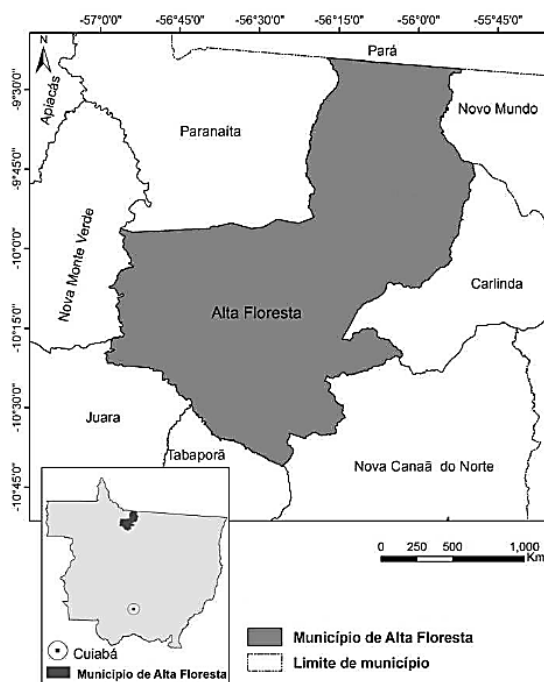 -57°0'0" -56°45'0" -56°30'0" -56°15'0" -56°0'0" -55°45'0"
N
Pará
-9°30'0"
Apiacás
Novo Mundo
Paranaíta
-9°45'0"
-10°0'0"
Nova Monte Verde
Carlinda
Alta Floresta
-10°15'0"
-10°30'0"
Juara
Tabaporã
Nova Canaã do Norte
-10°45'0"
0 250 500 1,000
Km
Cuiabá
Municipio de Alta Floresta
Município de Alta Floresta
Limite de município